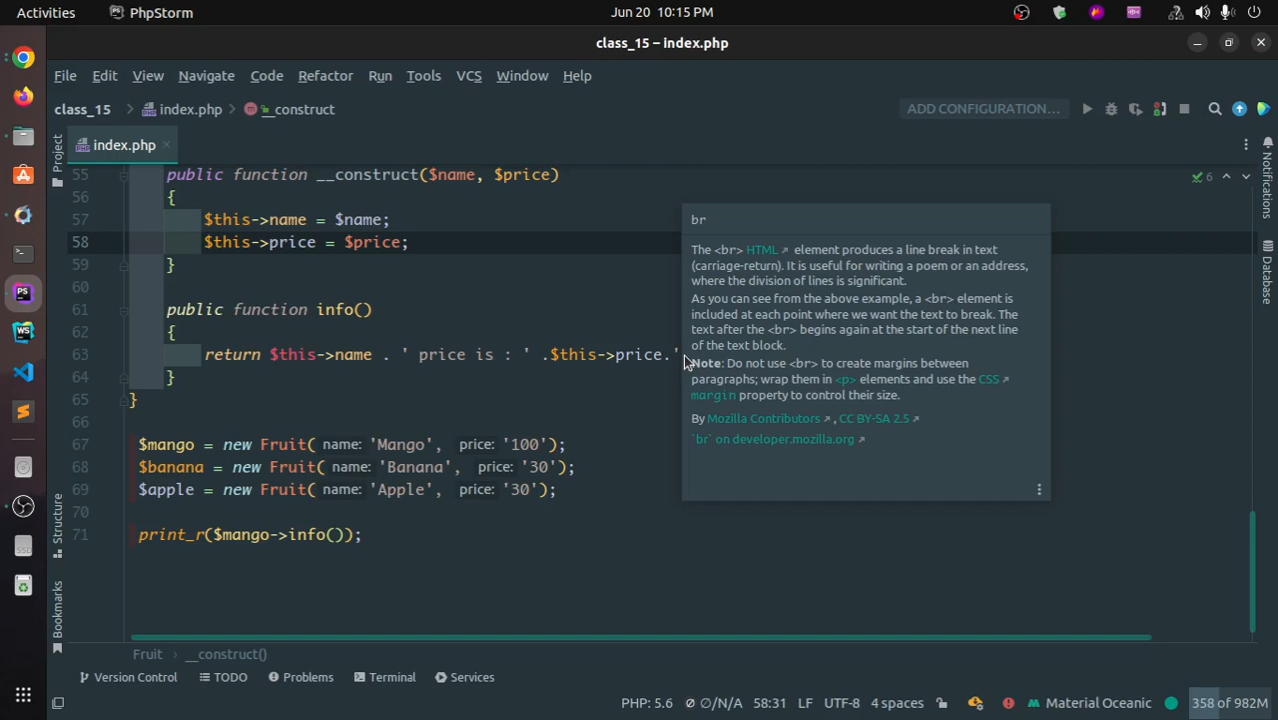 Activities
PhpStorm
Jun 20 10:15 PM
class_15 – index.php
File Edit View Navigate Code Refactor Run Tools VCS Window Help
class_15 index.php m __construct
ADD CONFIGURATION...
index.php
Project
Structure
Bookmarks
Notifications
Database
6
55 public function __construct($name, $price)
56 {
57 $this->name = $name;
58 $this->price = $price;
59 }
60
61 public function info()
62 {
63 return $this->name . ' price is : ' .$this->price.'
64 }
65 }
66
67 $mango = new Fruit( name: 'Mango', price: '100');
68 $banana = new Fruit( name: 'Banana', price: '30');
69 $apple = new Fruit( name: 'Apple', price: '30');
70
71 print_r($mango->info());
br
The <br> HTML element produces a line break in text
(carriage-return). It is useful for writing a poem or an address,
where the division of lines is significant.
As you can see from the above example, a <br> element is
included at each point where we want the text to break. The
text after the <br> begins again at the start of the next line
of the text block.
Note: Do not use <br> to create margins between
paragraphs; wrap them in <p> elements and use the CSS
margin property to control their size.
By Mozilla Contributors , CC BY-SA 2.5
`br` on developer.mozilla.org
Fruit __construct()
Version Control TODO Problems Terminal Services
PHP: 5.6 ∅/N/A 58:31 LF UTF-8 4 spaces Material Oceanic 358 of 982M